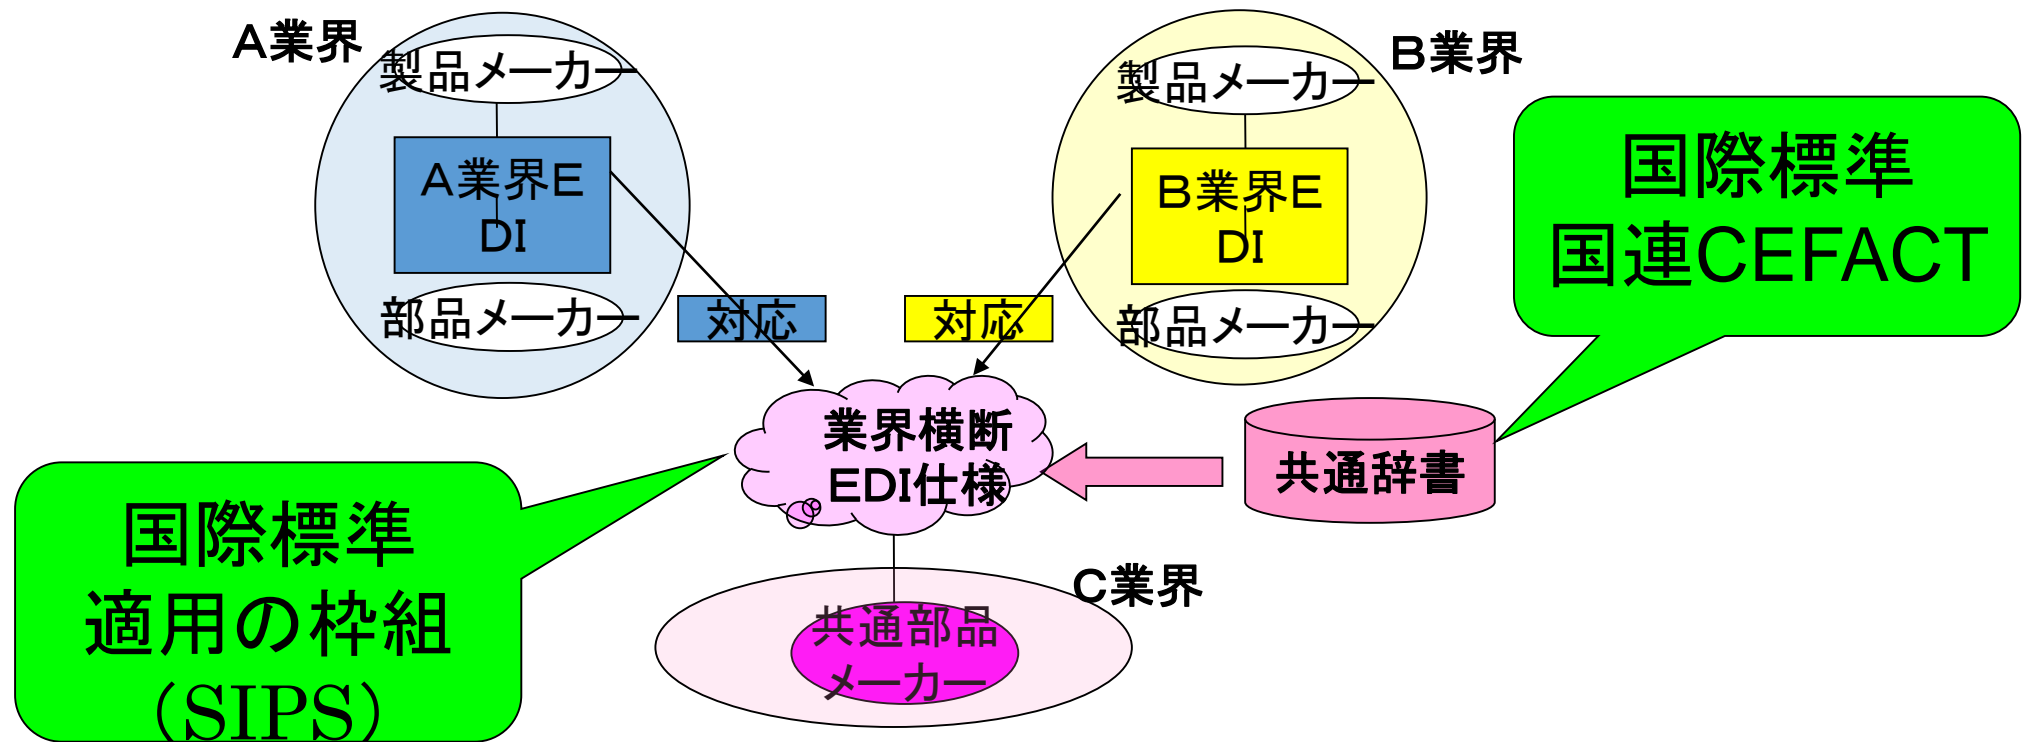 A業界
製品メーカー
A業界E
DI
部品メーカー
対応
B業界
製品メーカー
B業界E
DI
部品メーカー
対応
国際標準
国連CEFACT
業界横断
EDI仕様
共通辞書
国際標準
適用の枠組
（SIPS）
C業界
共通部品
メーカー